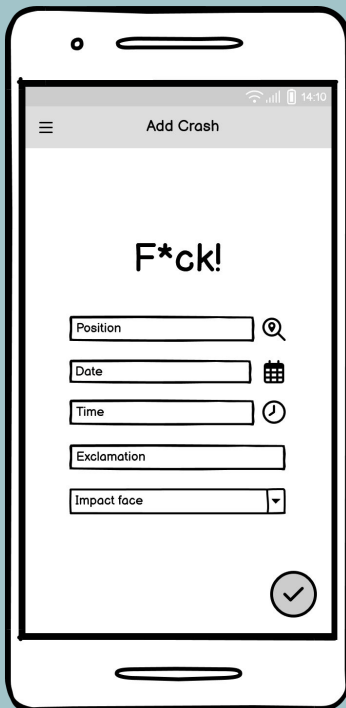 14:10
Add Crash
F*ck!
Position
Date
Time
Exclamation
Impact face